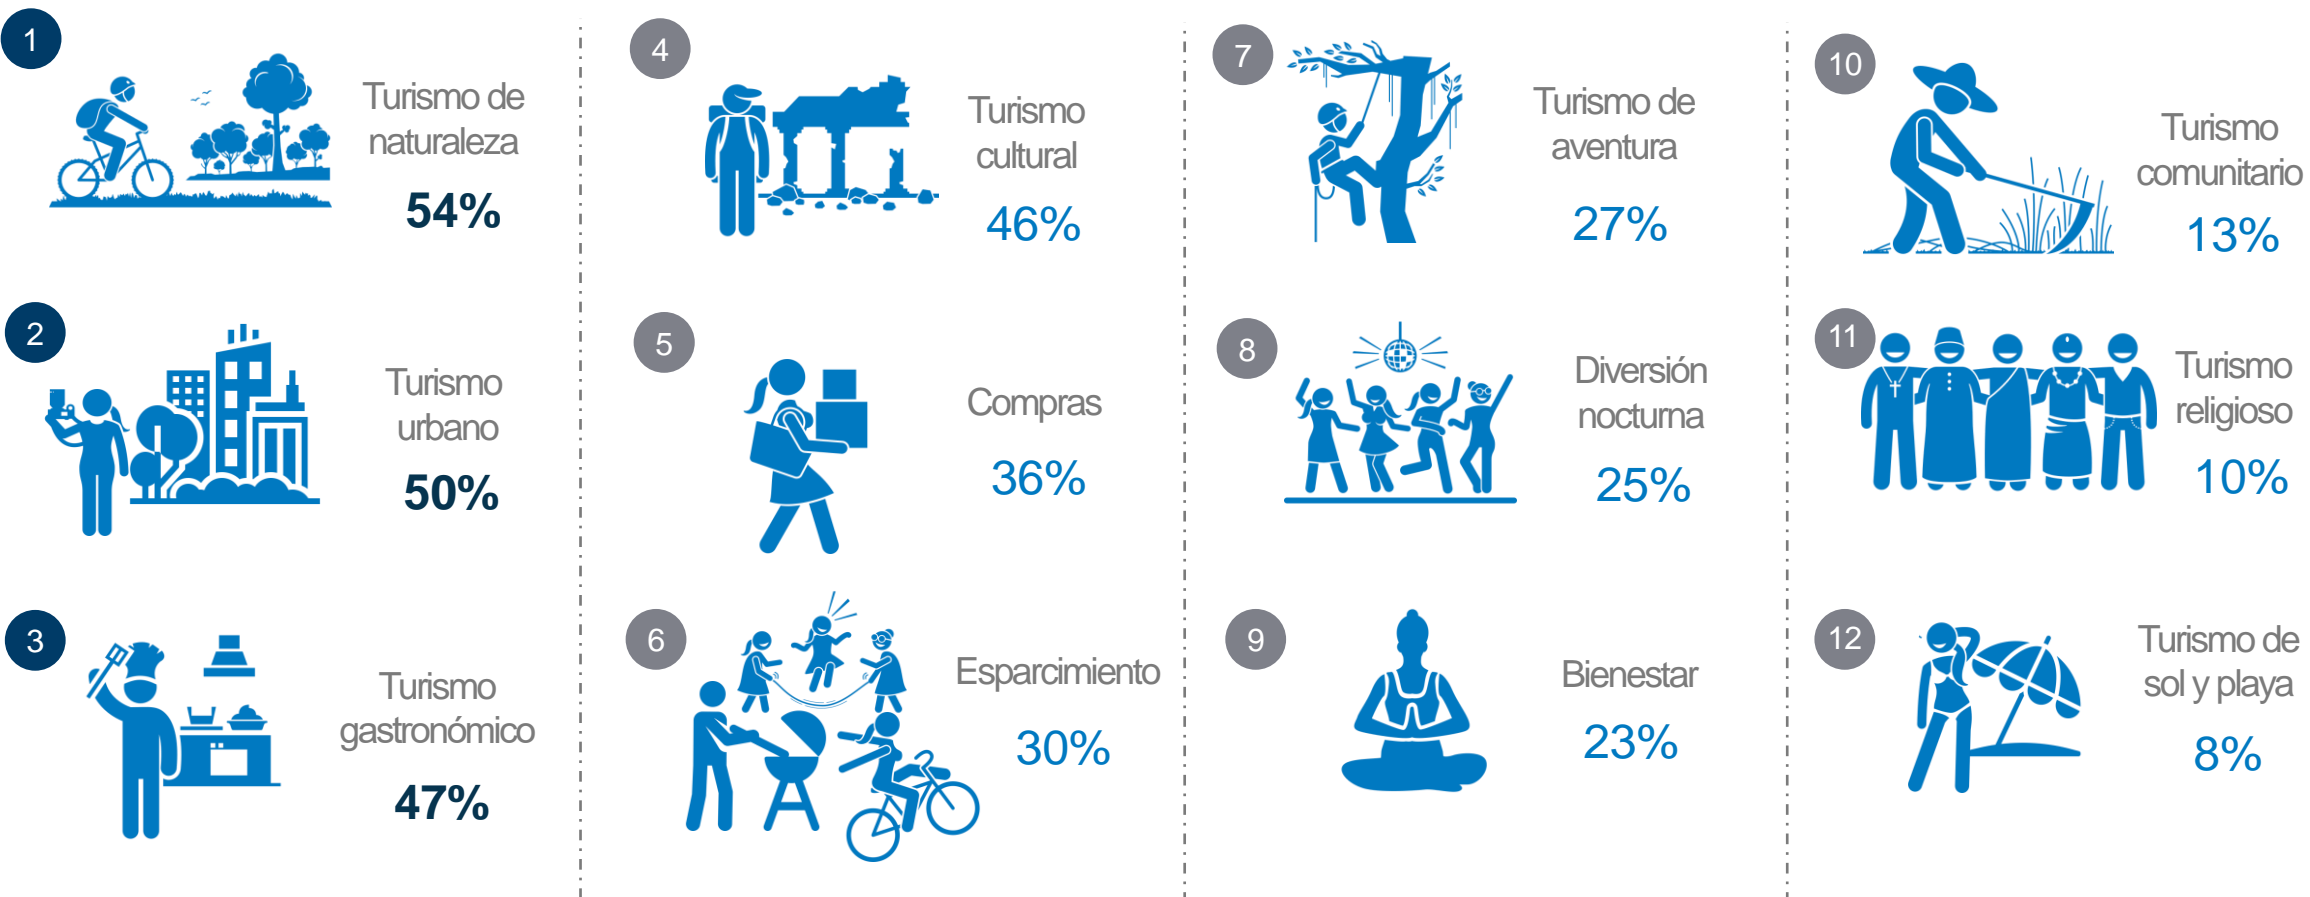 1
Turismo de
naturaleza
54%
2
Turismo
urbano
50%
3
Turismo
gastronómico
47%
4
Turismo
cultural
46%
5
Compras
36%
6
Esparcimiento
30%
7
Turismo de
aventura
27%
8
Diversión
nocturna
25%
9
Bienestar
23%
10
Turismo
comunitario
13%
11
Turismo
religioso
10%
12
Turismo de
sol y playa
8%